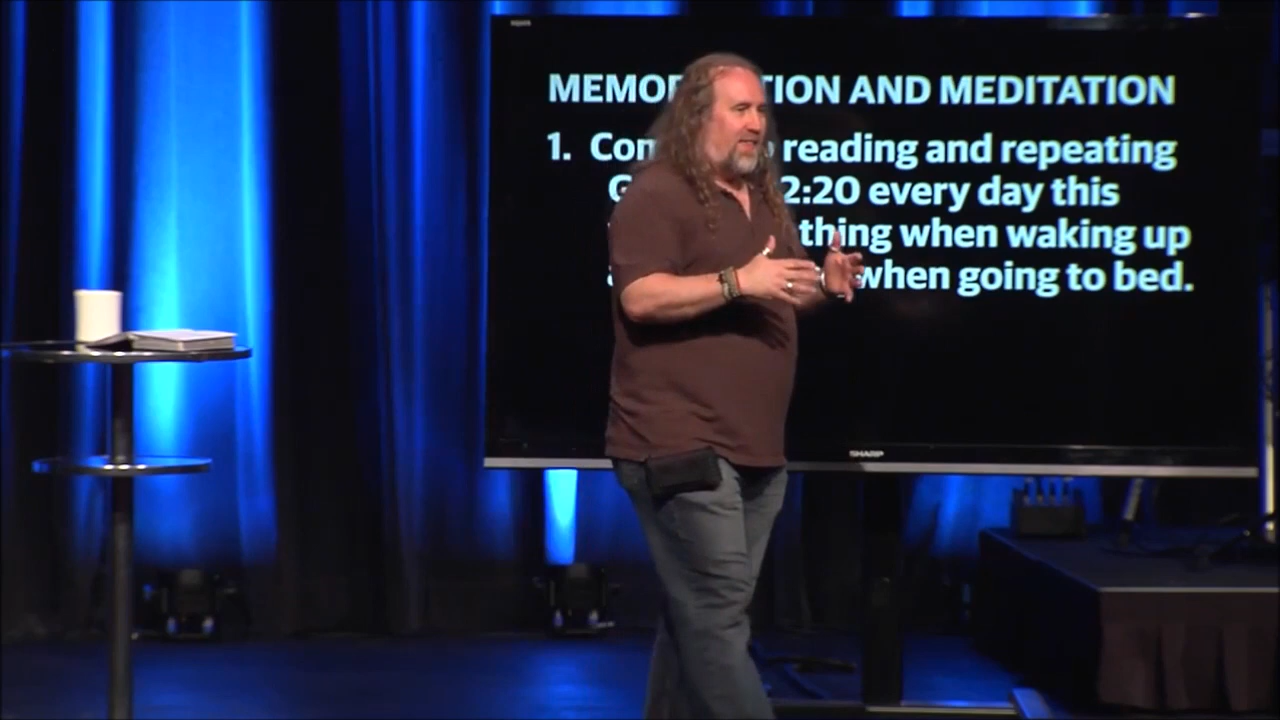 MEMOR TION AND MEDITATION
1. Com reading and repeating
G 2:20 every day this
thing when waking up
when going to bed.
SHARP